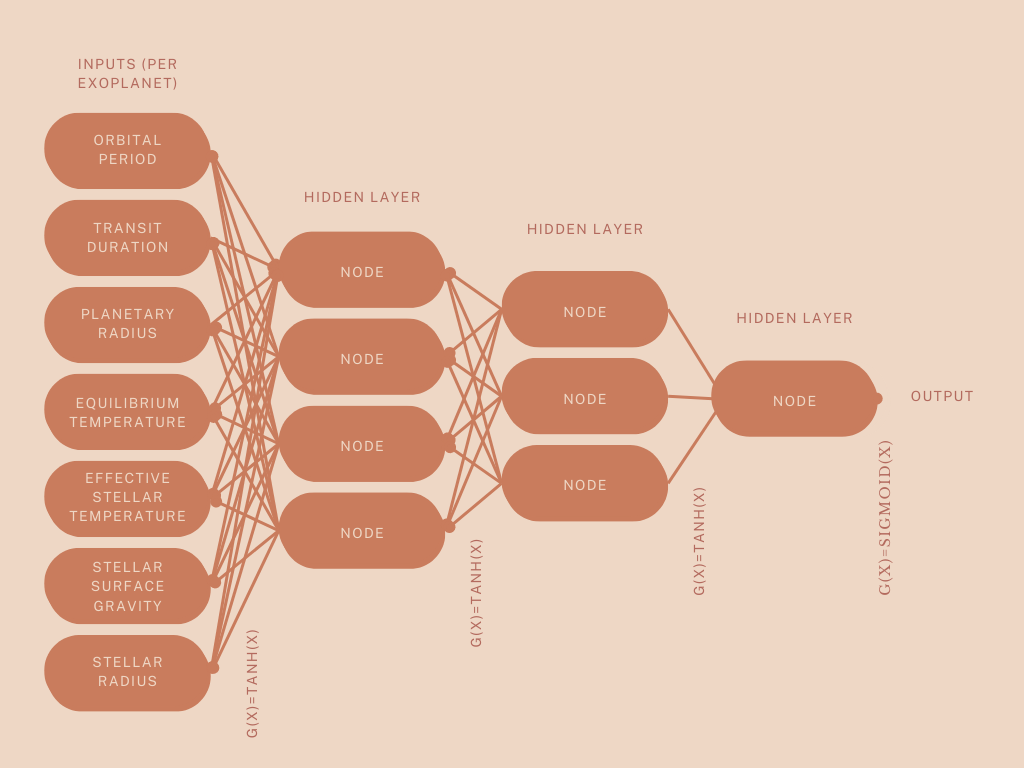 INPUTS (PER
EXOPLANET)
ORBITAL
PERIOD
TRANSIT
DURATION
PLANETARY
RADIUS
EQUILIBRIUM
TEMPERATURE
EFFECTIVE
STELLAR
TEMPERATURE
STELLAR
SURFACE
GRAVITY
STELLAR
RADIUS
G(X)=TANH(X)
HIDDEN LAYER
NODE
NODE
NODE
NODE
G(X)=TANH(X)
HIDDEN LAYER
NODE
NODE
NODE
G(X)=TANH(X)
HIDDEN LAYER
NODE
G(X)=SIGMOID(X)
OUTPUT